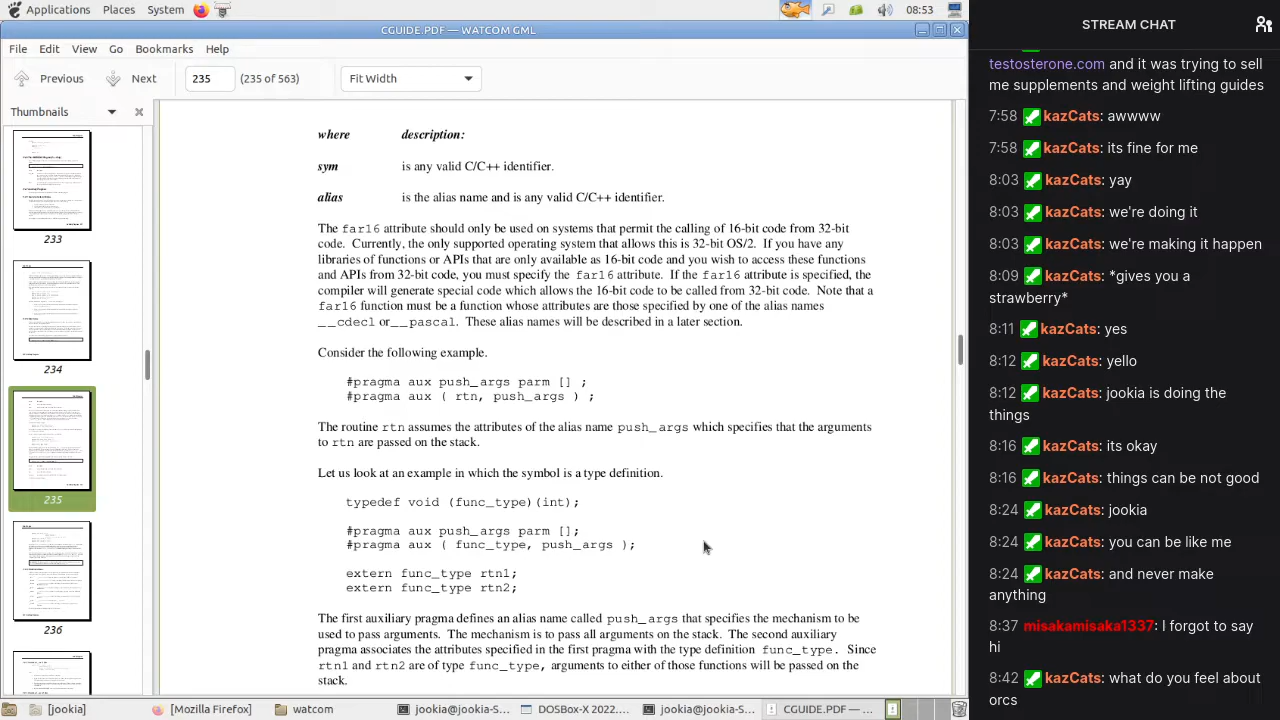 Applications Places System 08:53
CGUIDE.PDF — WATCOM GML
File Edit View Go Bookmarks Help
Previous Next 235 (235 of 563) Fit Width
Thumbnails
233
234
235
236
where description:
sym is any valid C/C++ identifier.
alias is the alias name and is any valid C/C++ identifier.
The far16 attribute should only be used on systems that permit the calling of 16-bit code from 32-bit
code. Currently, the only supported operating system that allows this is 32-bit OS/2. If you have any
libraries of functions or APIs that are only available as 16-bit code and you wish to access these functions
and APIs from 32-bit code, you must specify the far16 attribute. If the far16 attribute is specified, the
compiler will generate special code which allows the 16-bit code to be called from 32-bit code. Note that a
far16 function must be a function whose attributes are those specified by one of the alias names
__cdecl or __pascal. These alias names will be described in a later section.
Consider the following example.
#pragma aux push_args parm [] ;
#pragma aux ( rtn, push_args ) ;
The routine rtn assumes the attributes of the alias name push_args which specifies that the arguments
to rtn are passed on the stack.
Let us look at an example in which the symbol is a type definition.
typedef void (func_type)(int);
#pragma aux push_args parm [];
#pragma aux ( func_type, push_args );
extern func_type rtn1;
extern func_type rtn2;
The first auxiliary pragma defines an alias name called push_args that specifies the mechanism to be
used to pass arguments. The mechanism is to pass all arguments on the stack. The second auxiliary
pragma associates the attributes specified in the first pragma with the type definition func_type. Since
rtn1 and rtn2 are of type func_type, arguments to either of those functions will be passed on the
stack.
[jookia] [Mozilla Firefox] watcom jookia@jookia-S... DOSBox-X 2022.... jookia@jookia-S... CGUIDE.PDF — ...
STREAM CHAT
testosterone.com and it was trying to sell
me supplements and weight lifting guides
7:58 kazCats: awwww
7:58 kazCats: its fine for me
8:03 kazCats: yay
8:03 kazCats: we're doing it
8:03 kazCats: we're making it happen
8:09 kazCats: *gives you a
strawberry*
8:11 kazCats: yes
8:12 kazCats: yello
8:12 kazCats: jookia is doing the
things
8:16 kazCats: its okay
8:16 kazCats: things can be not good
8:24 kazCats: jookia
8:24 kazCats: you can be like me
8:24 kazCats: and never make
anything
8:37 misakamisaka1337: I forgot to say
hi
8:42 kazCats: what do you feel about
orcs